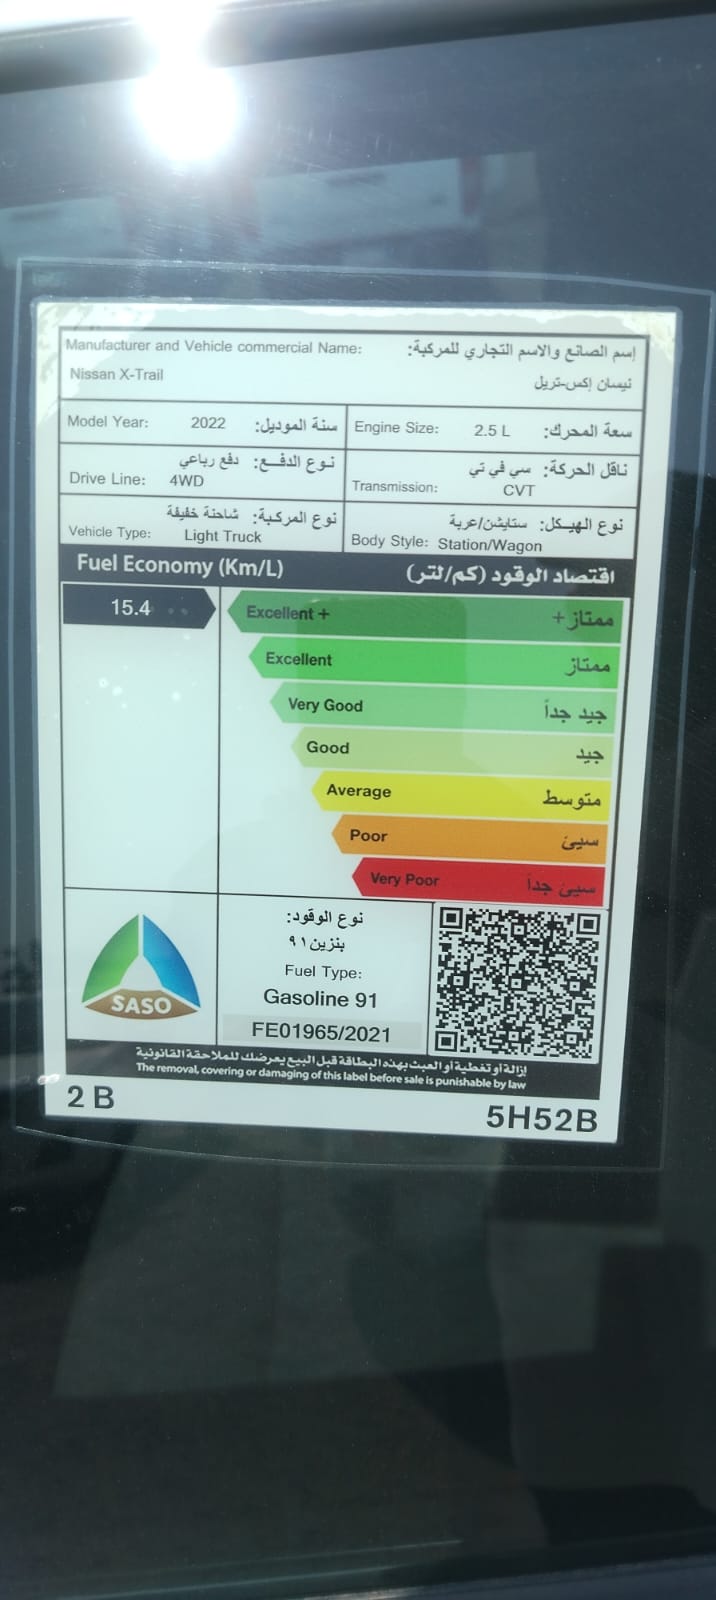 Manufacturer and Vehicle commercial Name: إسم الصانع والاسم التجاري للمركبة:
Nissan X-Trail نيسان إكس-تريل
Model Year: 2022 سنة الموديل: Engine Size: 2.5 L سعة المحرك:
نوع الدفـــع: دفع رباعي ناقل الحركة: سي في تي
Drive Line: 4WD Transmission: CVT
نوع المركبة: شاحنة خفيفة نوع الهيـكل: ستايشن/عربة
Vehicle Type: Light Truck Body Style: Station/Wagon
Fuel Economy (Km/L) اقتصاد الوقود (كم/لتر)
15.4 Excellent + ممتاز+
Excellent ممتاز
Very Good جيد جداً
Good جيد
Average متوسط
Poor سيئ
Very Poor سيئ جداً
نوع الوقود:
بنزين٩١
Fuel Type:
Gasoline 91
FE01965/2021
SASO
إزالة أو تغطية أو العبث بهذه البطاقة قبل البيع يعرضك للملاحقة القانونية
The removal, covering or damaging of this label before sale is punishable by law
2 B 5H52B